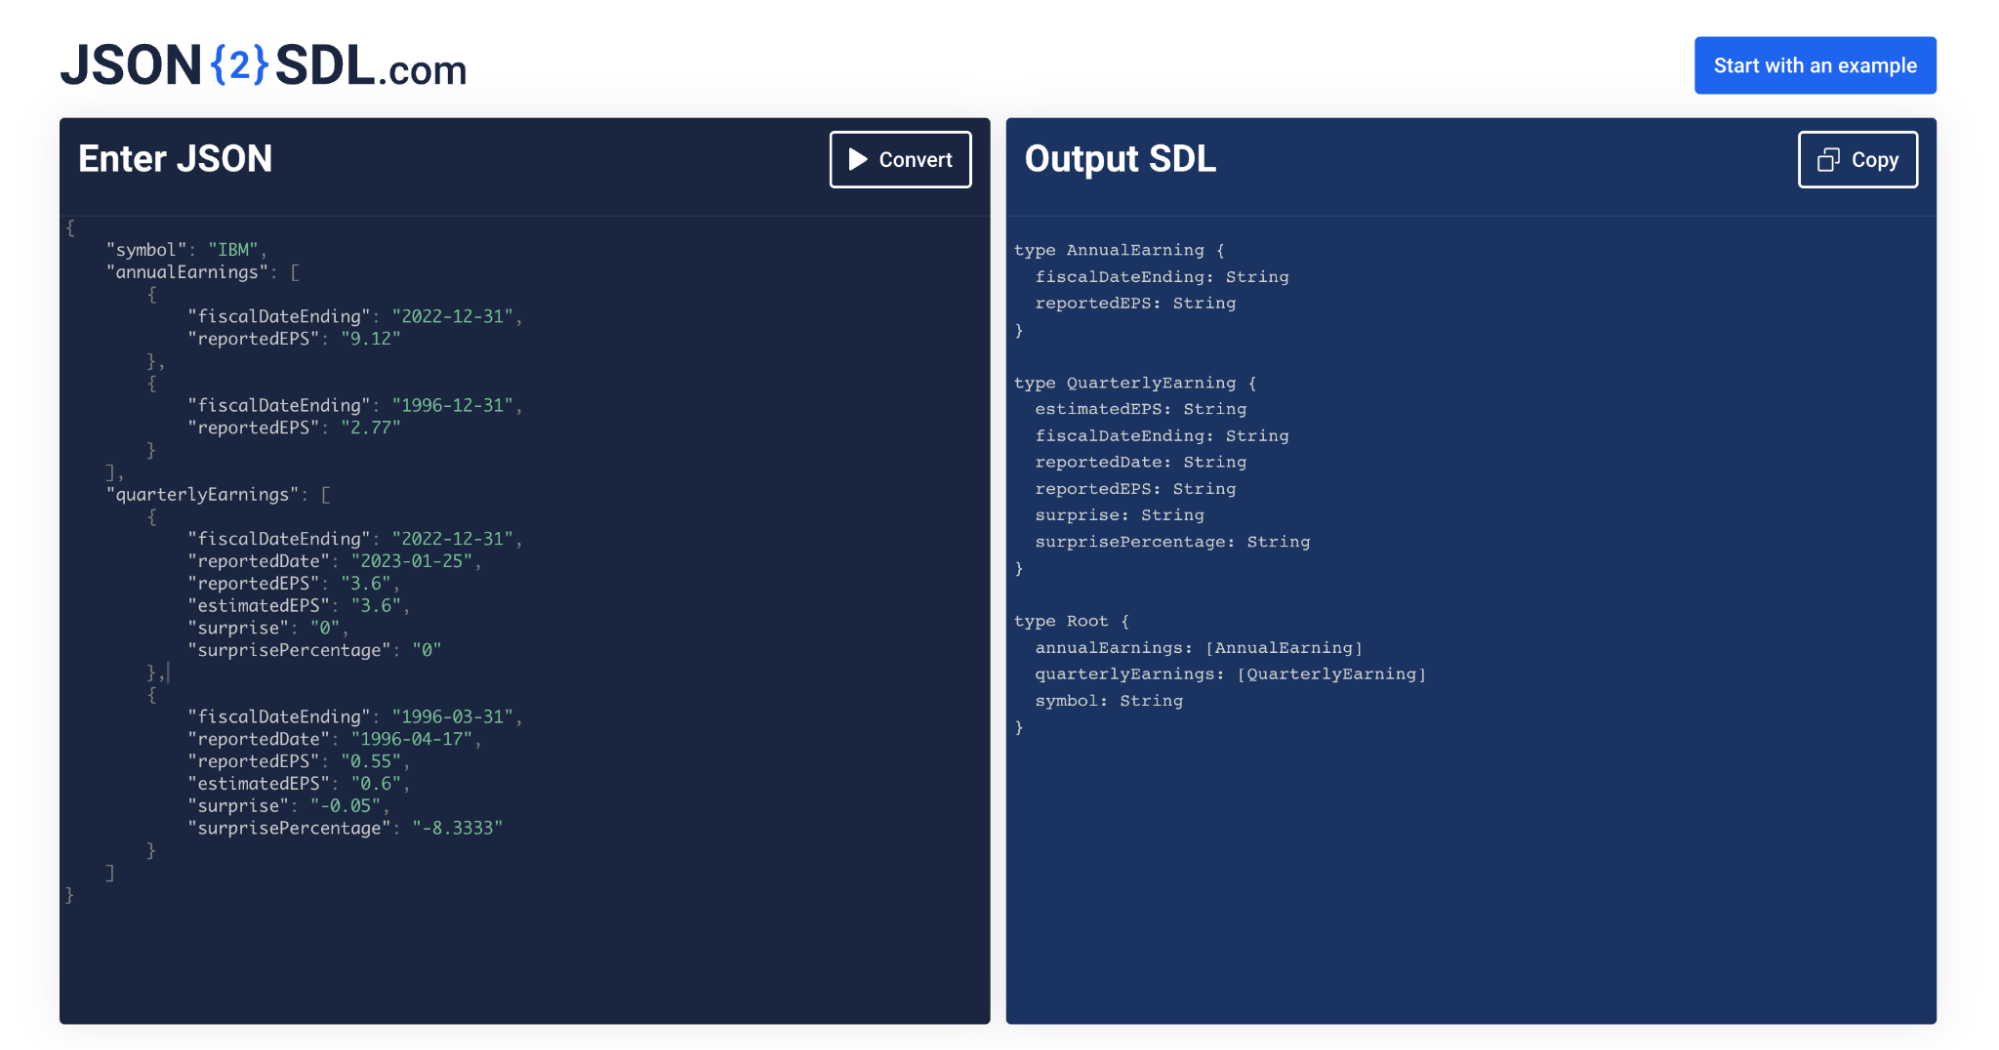 JSON{2}SDL.com
Start with an example
Enter JSON
Convert
{
    "symbol": "IBM",
    "annualEarnings": [
        {
            "fiscalDateEnding": "2022-12-31",
            "reportedEPS": "9.12"
        },
        {
            "fiscalDateEnding": "1996-12-31",
            "reportedEPS": "2.77"
        }
    ],
    "quarterlyEarnings": [
        {
            "fiscalDateEnding": "2022-12-31",
            "reportedDate": "2023-01-25",
            "reportedEPS": "3.6",
            "estimatedEPS": "3.6",
            "surprise": "0",
            "surprisePercentage": "0"
        },
        {
            "fiscalDateEnding": "1996-03-31",
            "reportedDate": "1996-04-17",
            "reportedEPS": "0.55",
            "estimatedEPS": "0.6",
            "surprise": "-0.05",
            "surprisePercentage": "-8.3333"
        }
    ]
}
Output SDL
Copy
type AnnualEarning {
  fiscalDateEnding: String
  reportedEPS: String
}
type QuarterlyEarning {
  estimatedEPS: String
  fiscalDateEnding: String
  reportedDate: String
  reportedEPS: String
  surprise: String
  surprisePercentage: String
}
type Root {
  annualEarnings: [AnnualEarning]
  quarterlyEarnings: [QuarterlyEarning]
  symbol: String
}